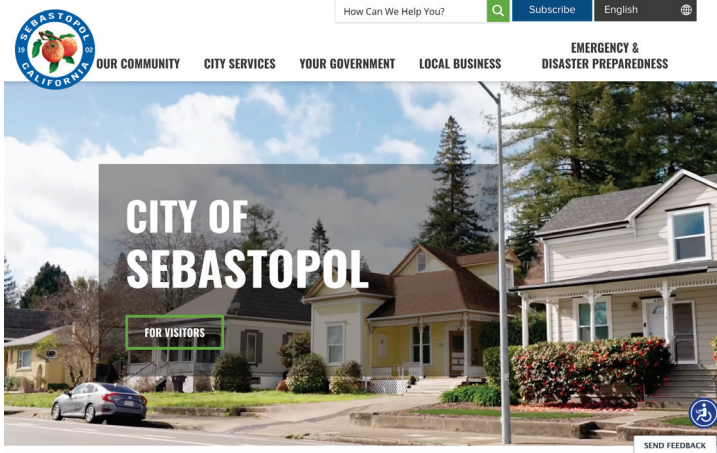 How Can We Help You?
Subscribe
English
SEBASTOPOL
19 02
CALIFORNIA
OUR COMMUNITY
CITY SERVICES
YOUR GOVERNMENT
LOCAL BUSINESS
EMERGENCY &
DISASTER PREPAREDNESS
CITY OF
SEBASTOPOL
FOR VISITORS
SEND FEEDBACK